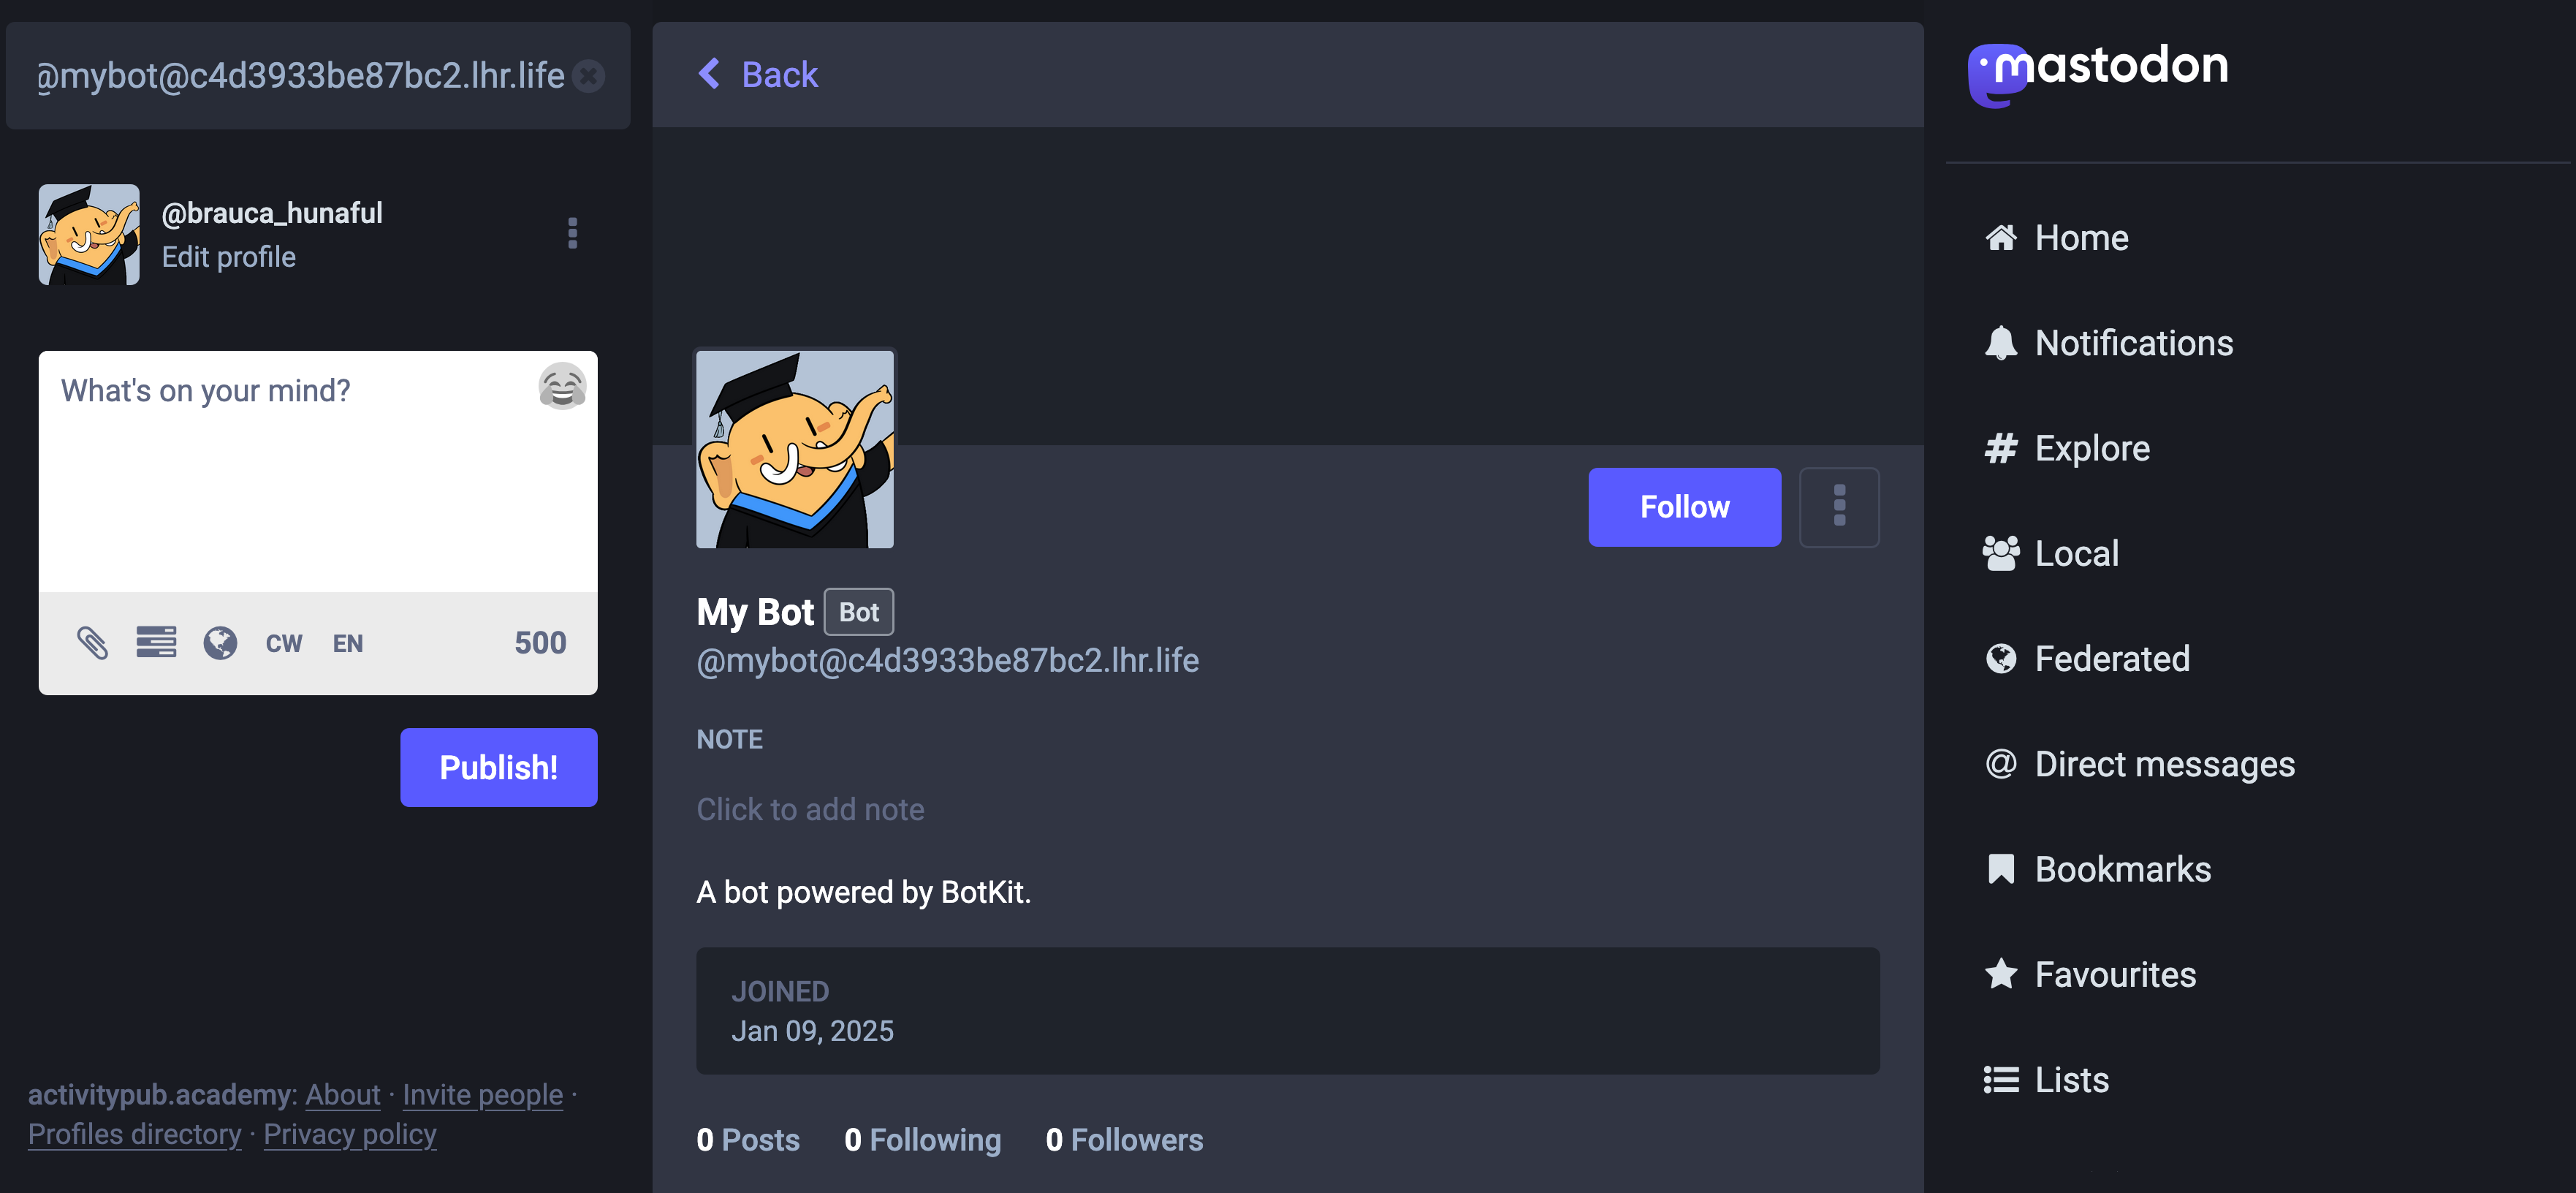 @mybot@c4d3933be87bc2.lhr.life
@brauca_hunaful
Edit profile
What's on your mind?
CW EN 500
Publish!
activitypub.academy: About · Invite people ·
Profiles directory · Privacy policy
Back
Follow
My Bot Bot
@mybot@c4d3933be87bc2.lhr.life
NOTE
Click to add note
A bot powered by BotKit.
JOINED
Jan 09, 2025
0 Posts 0 Following 0 Followers
mastodon
Home
Notifications
# Explore
Local
Federated
@ Direct messages
Bookmarks
Favourites
Lists